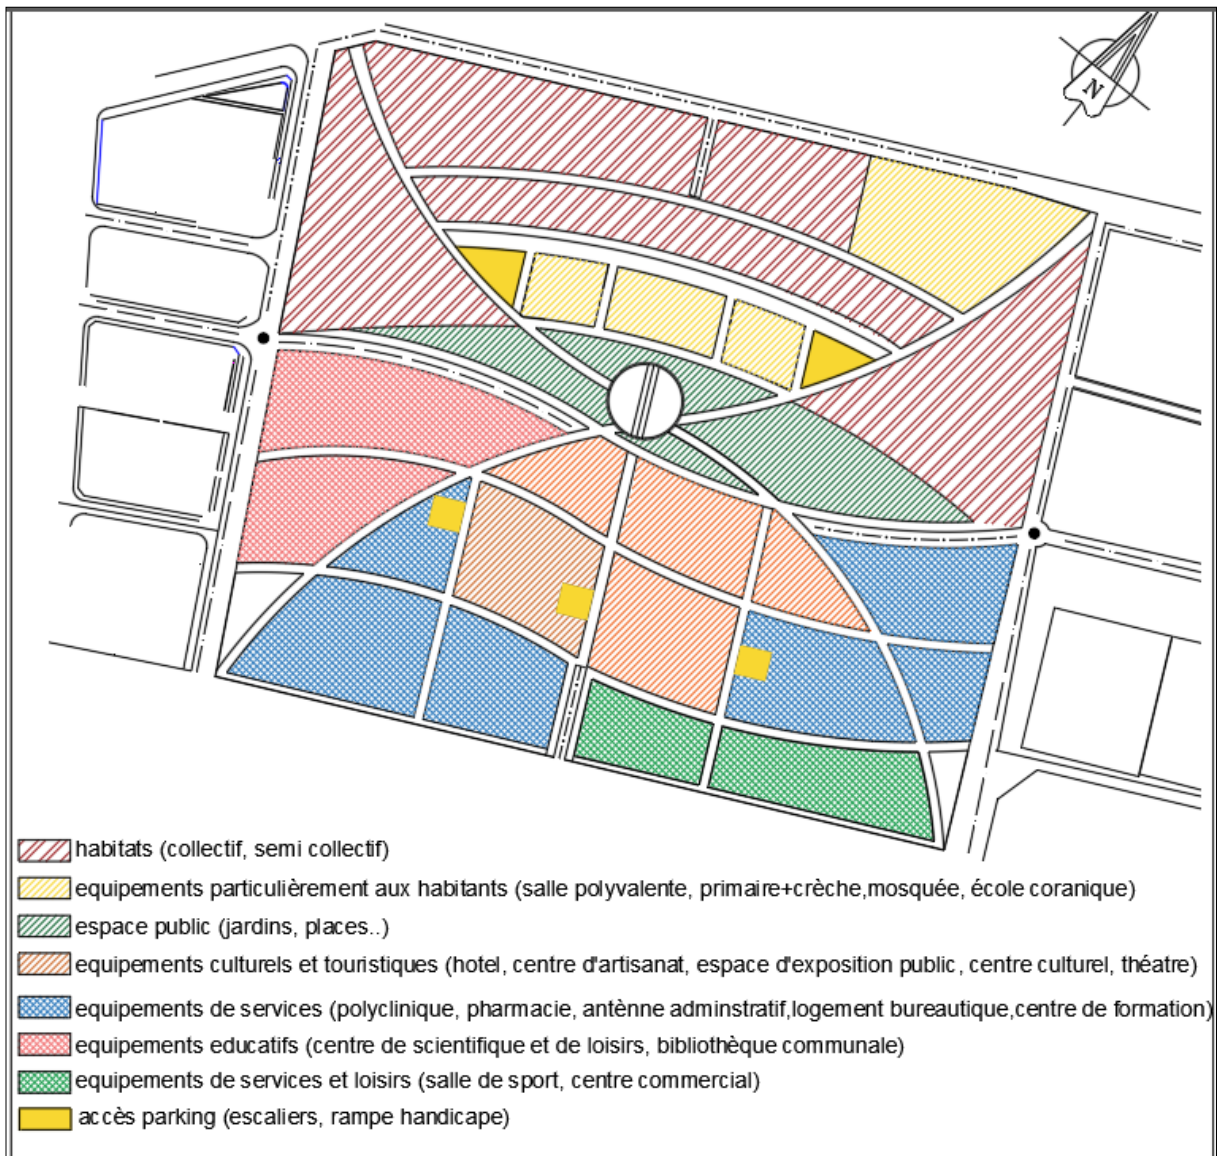 N
habitats (collectif, semi collectif)
equipements particulièrement aux habitants (salle polyvalente, primaire+crèche,mosquée, école coranique)
espace public (jardins, places..)
equipements culturels et touristiques (hotel, centre d'artisanat, espace d'exposition public, centre culturel, théatre)
equipements de services (polyclinique, pharmacie, antènne adminstratif,logement bureautique,centre de formation)
equipements educatifs (centre de scientifique et de loisirs, bibliothèque communale)
equipements de services et loisirs (salle de sport, centre commercial)
accès parking (escaliers, rampe handicape)